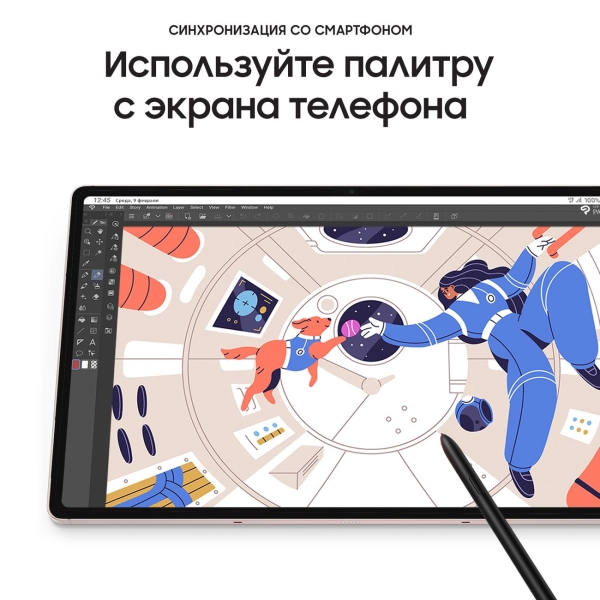 СИНХРОНИЗАЦИЯ СО СМАРТФОНОМ
Используйте палитру
с экрана телефона
12:45 Среда, 9 февраля
100%
File Edit Story Animation Layer Select View Filter Window Help